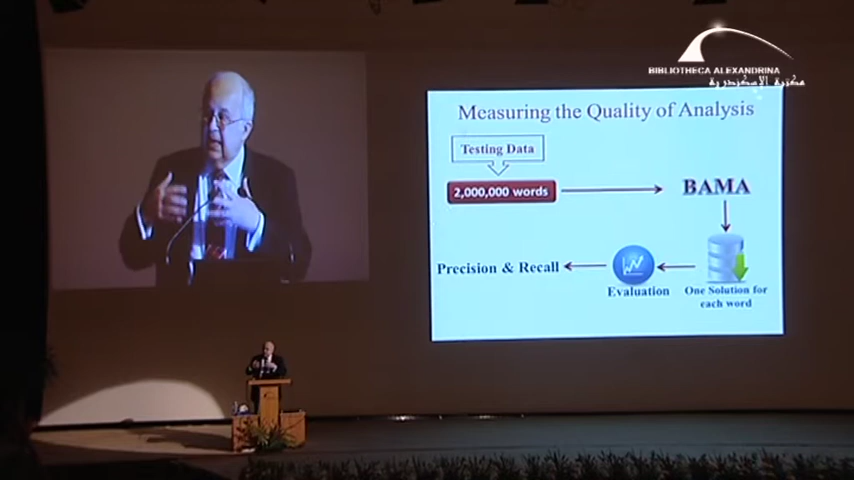 BIBLIOTHECA ALEXANDRINA
مكتبة الإسكندرية
Measuring the Quality of Analysis
Testing Data
2,000,000 words
BAMA
Precision & Recall
Evaluation
One Solution for
each word